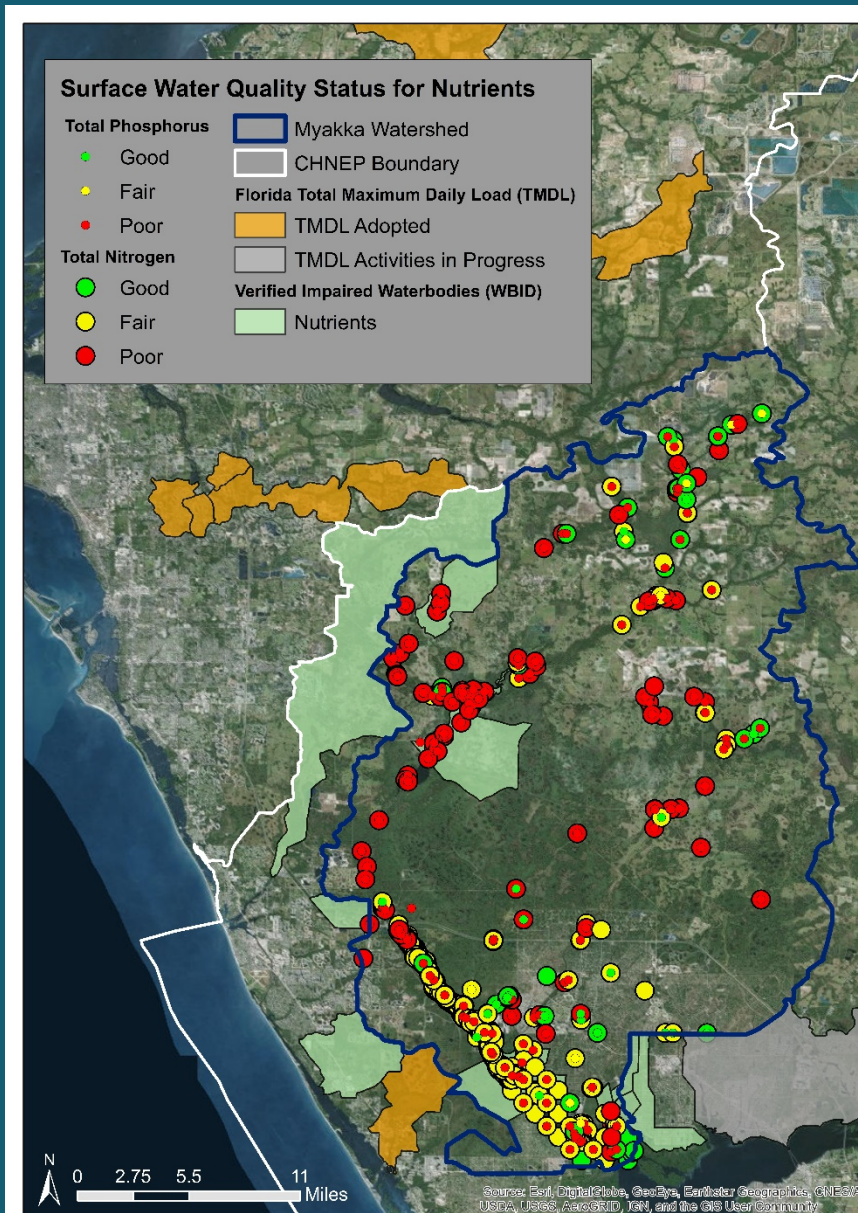 Surface Water Quality Status for Nutrients
Total Phosphorus
Good
Fair
Poor
Total Nitrogen
Good
Fair
Poor
Myakka Watershed
CHNEP Boundary
Florida Total Maximum Daily Load (TMDL)
TMDL Adopted
TMDL Activities in Progress
Verified Impaired Waterbodies (WBID)
Nutrients
N
0 2.75 5.5 11
Miles
Source: Esri, DigitalGlobe, GeoEye, Earthstar Geographics, CNES/A
USDA, USGS, AeroGRID, IGN, and the GIS User Community